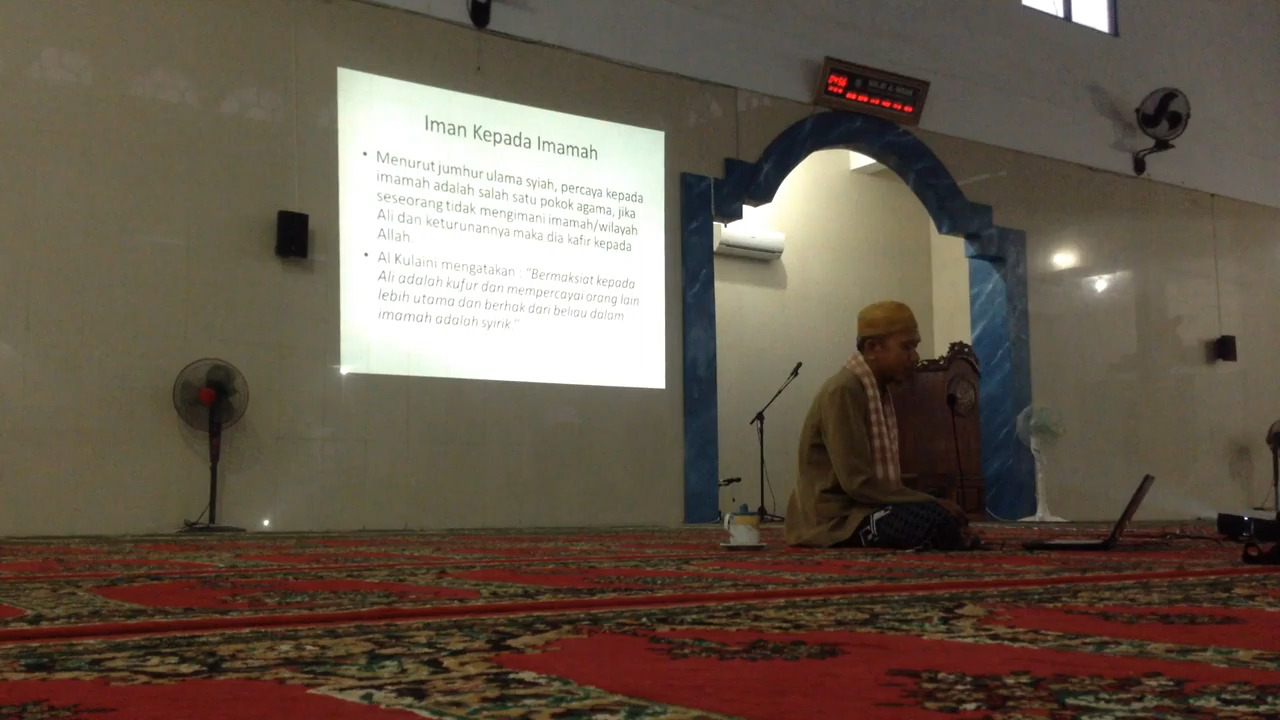 Iman Kepada Imamah
• Menurut jumhur ulama syiah, percaya kepada
imamah adalah salah satu pokok agama, jika
seseorang tidak mengimani imamah/wilayah
Ali dan keturunannya maka dia kafir kepada
Allah.
• Al Kulaini mengatakan : “Bermaksiat kepada
Ali adalah kufur dan mempercayai orang lain
lebih utama dan berhak dari beliau dalam
imamah adalah syirik.”